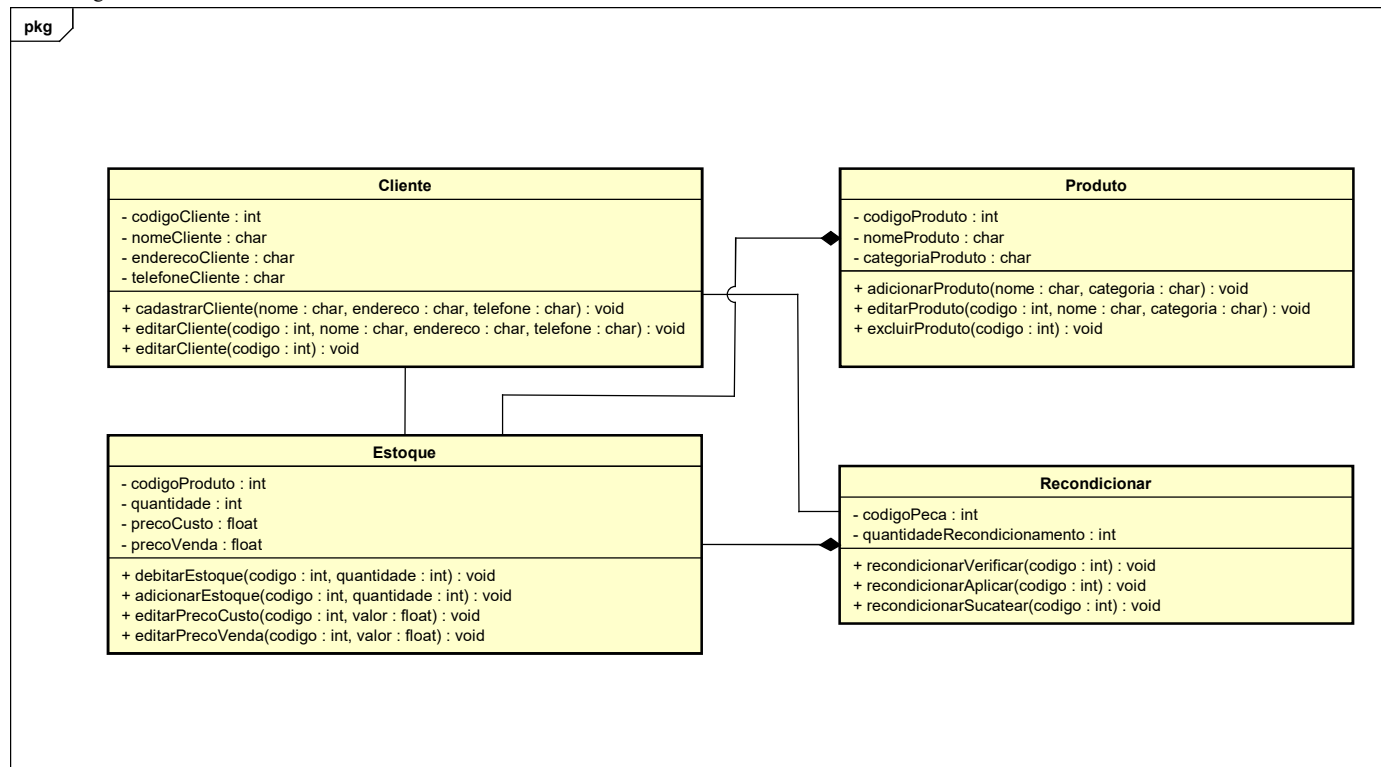 pkg
Cliente
- codigoCliente : int
- nomeCliente : char
- enderecoCliente : char
- telefoneCliente : char
+ cadastrarCliente(nome : char, endereco : char, telefone : char) : void
+ editarCliente(codigo : int, nome : char, endereco : char, telefone : char) : void
+ editarCliente(codigo : int) : void
Produto
- codigoProduto : int
- nomeProduto : char
- categoriaProduto : char
+ adicionarProduto(nome : char, categoria : char) : void
+ editarProduto(codigo : int, nome : char, categoria : char) : void
+ excluirProduto(codigo : int) : void
Estoque
- codigoProduto : int
- quantidade : int
- precoCusto : float
- precoVenda : float
+ debitarEstoque(codigo : int, quantidade : int) : void
+ adicionarEstoque(codigo : int, quantidade : int) : void
+ editarPrecoCusto(codigo : int, valor : float) : void
+ editarPrecoVenda(codigo : int, valor : float) : void
Recondicionar
- codigoPeca : int
- quantidadeRecondicionamento : int
+ recondicionarVerificar(codigo : int) : void
+ recondicionarAplicar(codigo : int) : void
+ recondicionarSucatear(codigo : int) : void